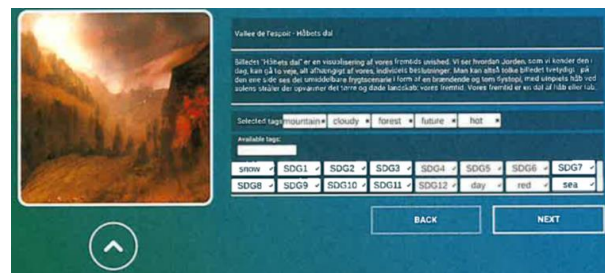 Vallee de l'espoir - Håbets dal
Billedet "Håbets dal" er en visualisering af vores fremtids uvished. Vi ser hvordan Jorden, som vi kender den i
dag, kan gå to veje, alt afhængigt af vores, individets beslutninger. Man kan altså tolke billedet tvetydigt - på
den ene side ses det umiddelbare frygtscenarie i form af en brændende og tom dystopi, med simpelts håb ved
solens stråler der opvarmer det tørre og døde landskab: vores fremtid. Vores fremtid er en dal af håb eller tab.
Selected tags mountain cloudy forest future hot
Available tags:
snow SDG1 SDG2 SDG3 SDG4 SDG5 SDG6 SDG7
SDG8 SDG9 SDG10 SDG11 SDG12 day red sea
BACK NEXT